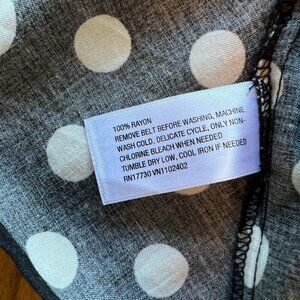 100% RAYON
REMOVE BELT BEFORE WASHING, MACHINE
WASH COLD, DELICATE CYCLE, ONLY NON-
CHLORINE BLEACH WHEN NEEDED
TUMBLE DRY LOW, COOL IRON IF NEEDED
RN17730 VN1102402